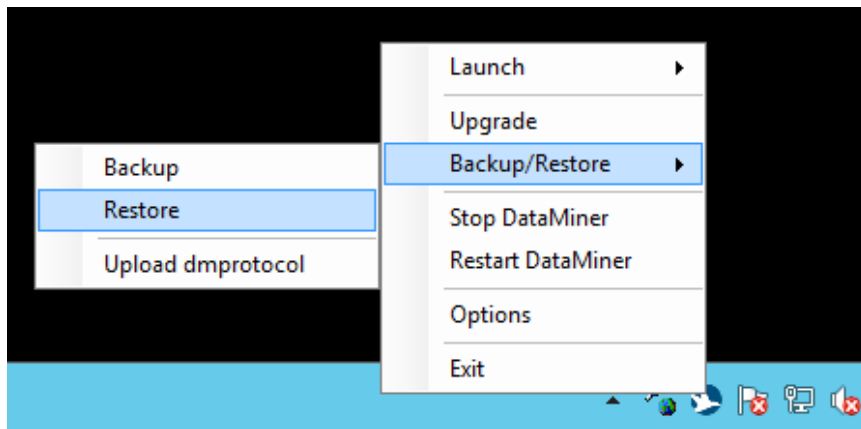 Launch
Upgrade
Backup/Restore
Stop DataMiner
Restart DataMiner
Options
Exit
Backup
Restore
Upload dmprotocol